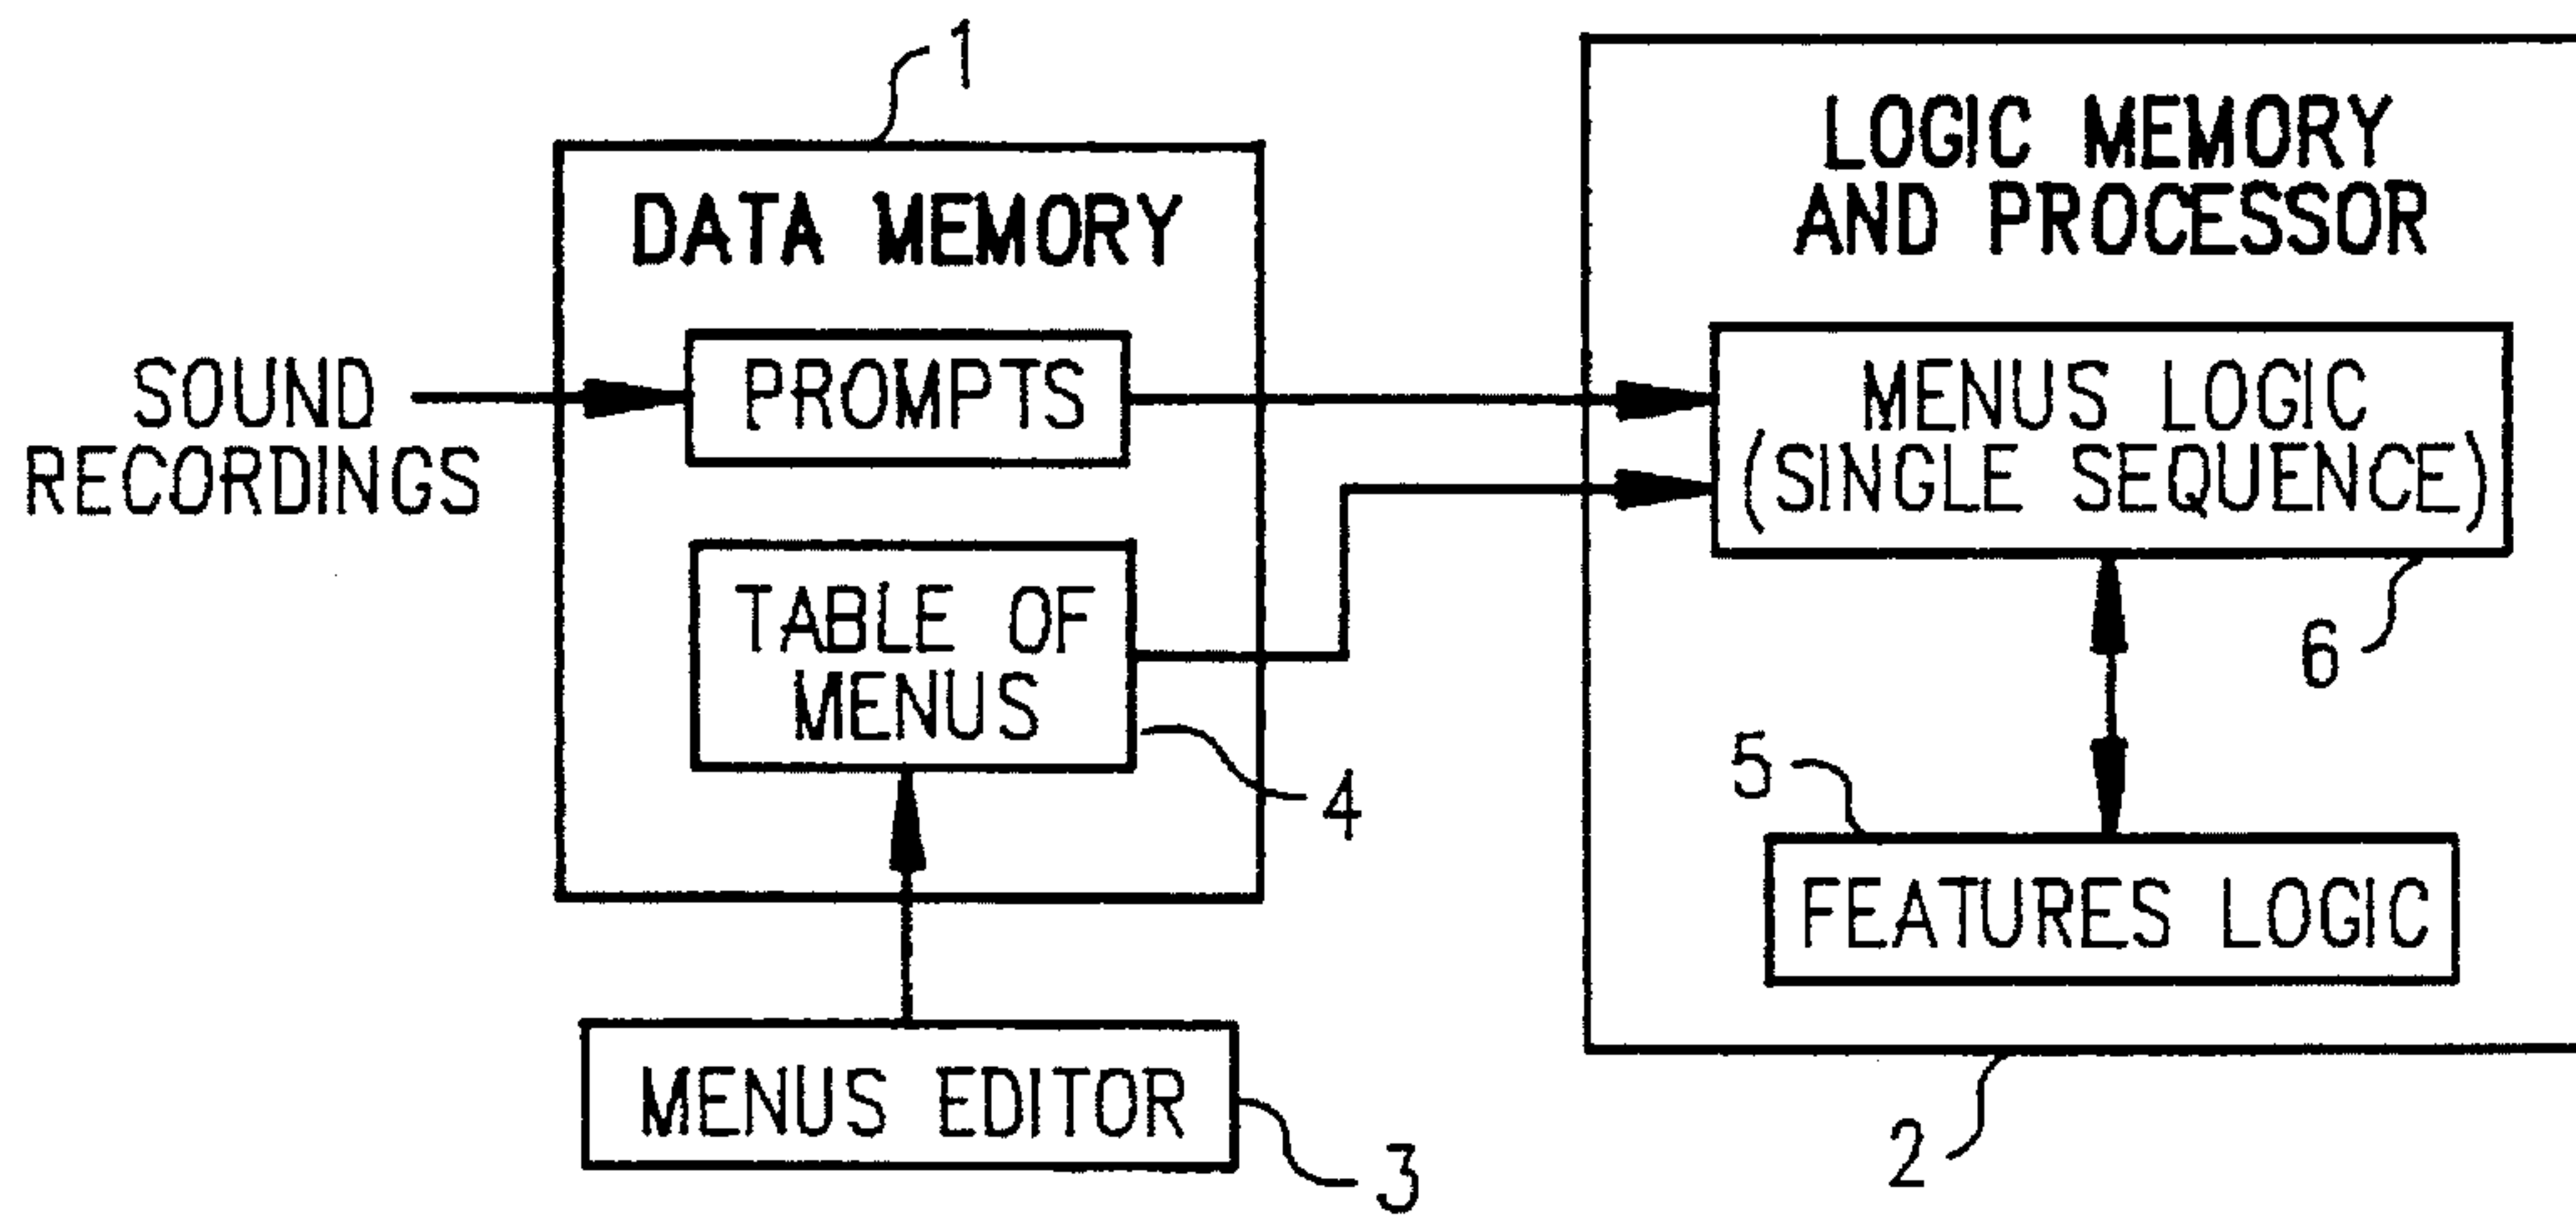 1
DATA MEMORY
SOUND
RECORDINGS
PROMPTS
TABLE OF
MENUS
4
MENUS EDITOR
3
LOGIC MEMORY
AND PROCESSOR
MENUS LOGIC
(SINGLE SEQUENCE)
6
5
FEATURES LOGIC
2